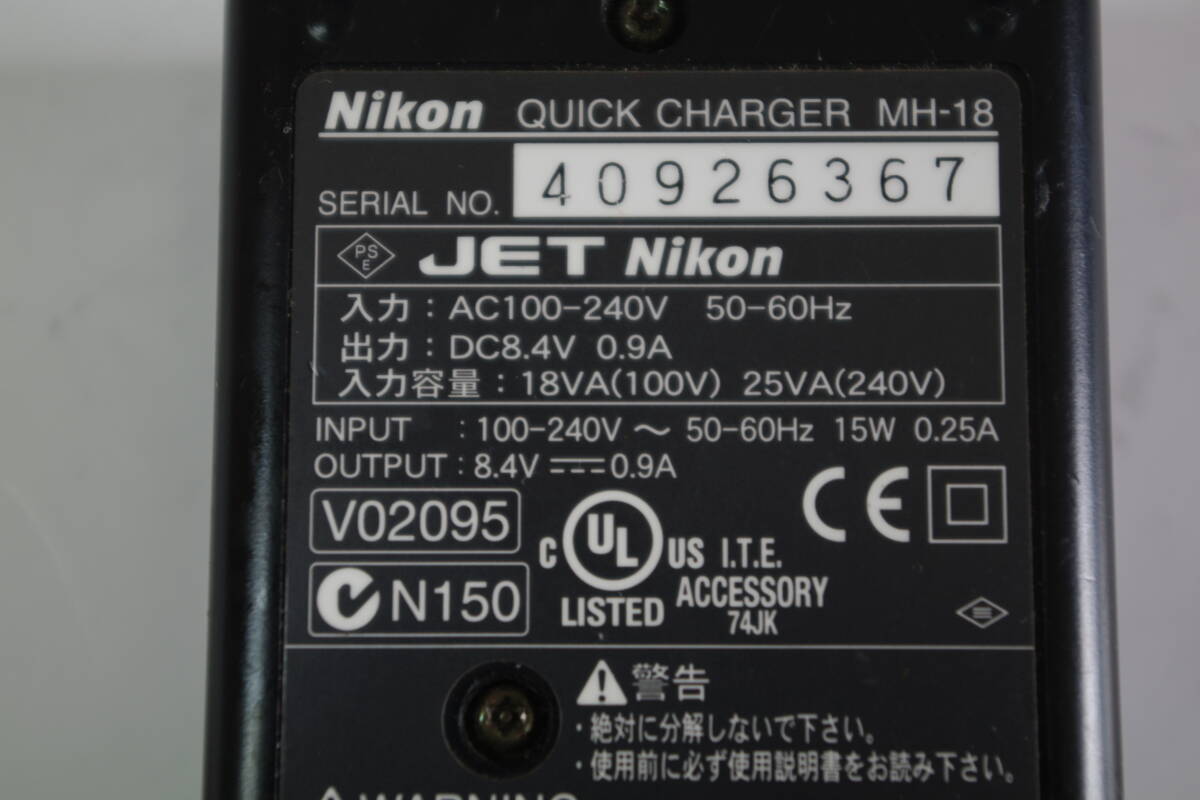 Nikon QUICK CHARGER MH-18
SERIAL NO. 40926367
PSE JET Nikon
入力：AC100-240V 50-60Hz
出力：DC8.4V 0.9A
入力容量：18VA(100V) 25VA(240V)
INPUT : 100-240V ～ 50-60Hz 15W 0.25A
OUTPUT : 8.4V ⎓ 0.9A
V02095
CE
C UL US I.T.E.
LISTED ACCESSORY
74JK
N150
警告
・絶対に分解しないで下さい。
・使用前に必ず使用説明書をお読み下さい。
WARNING